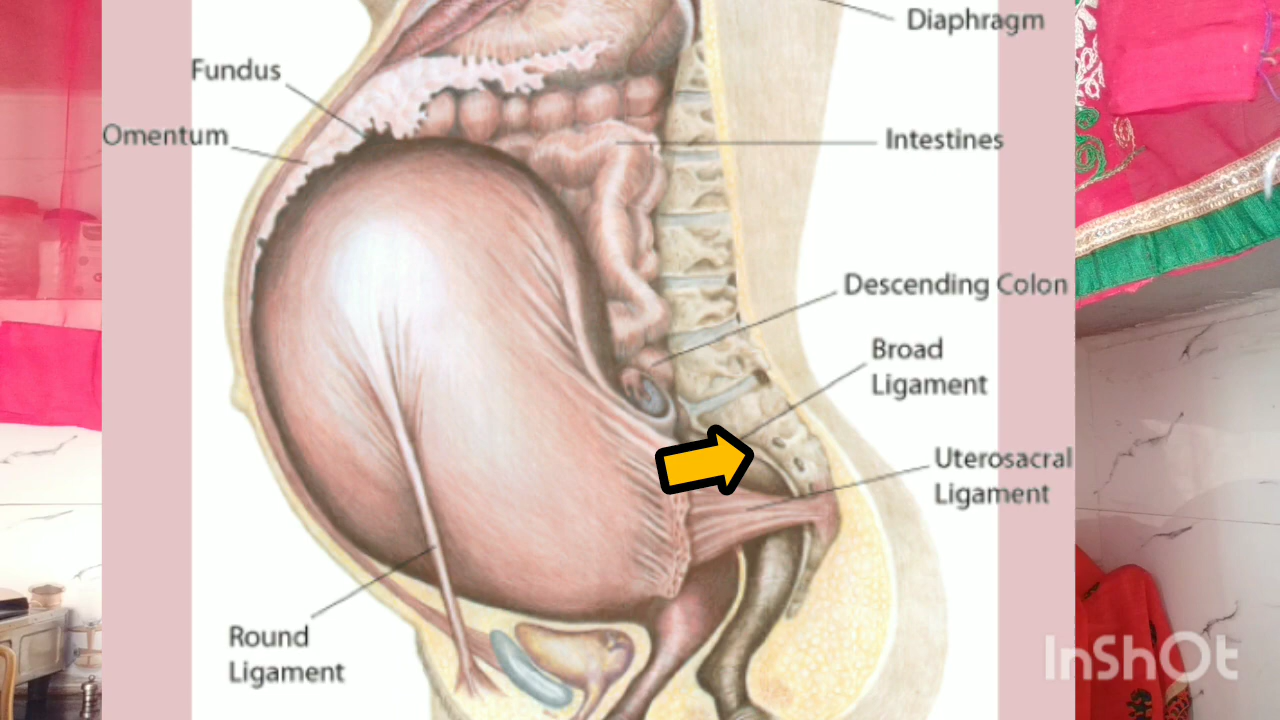 Diaphragm
Fundus
Omentum
Intestines
Descending Colon
Broad
Ligament
Uterosacral
Ligament
Round
Ligament
InShOt